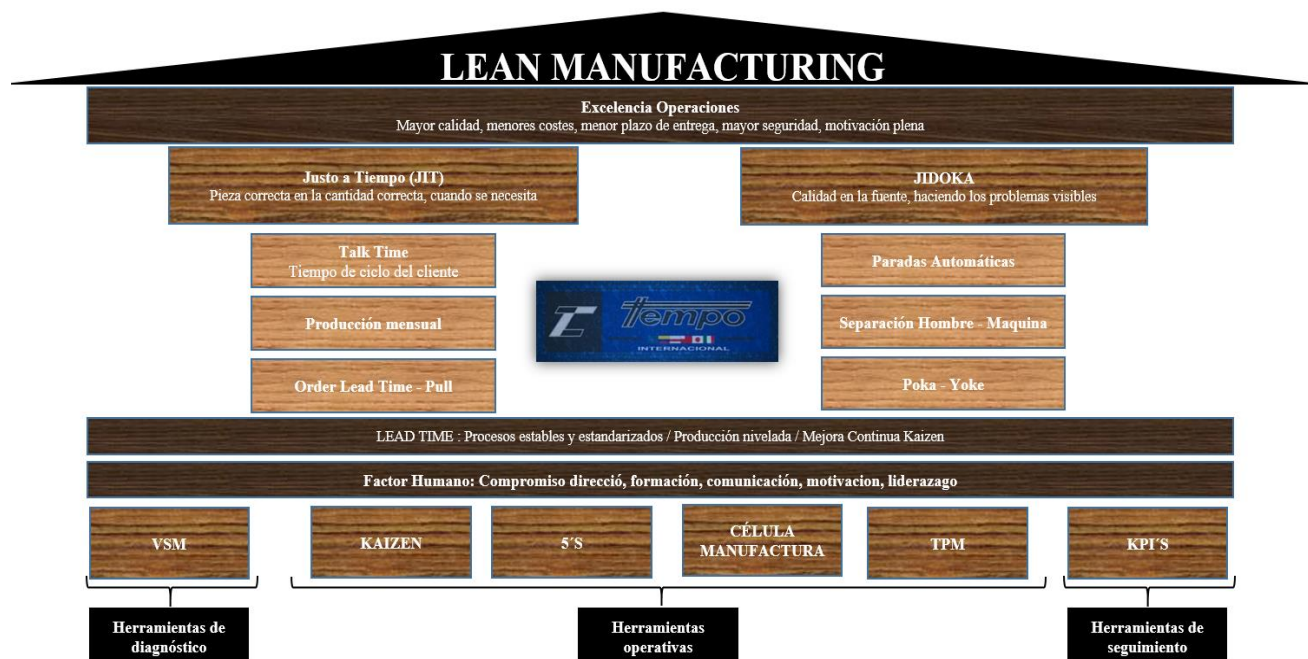 LEAN MANUFACTURING
Excelencia Operaciones
Mayor calidad, menores costes, menor plazo de entrega, mayor seguridad, motivación plena
Justo a Tiempo (JIT)
Pieza correcta en la cantidad correcta, cuando se necesita
JIDOKA
Calidad en la fuente, haciendo los problemas visibles
Talk Time
Tiempo de ciclo del cliente
Paradas Automáticas
tempo
INTERNACIONAL
Producción mensual
Separación Hombre - Maquina
Order Lead Time - Pull
Poka - Yoke
LEAD TIME : Procesos estables y estandarizados / Producción nivelada / Mejora Continua Kaizen
Factor Humano: Compromiso direcció, formación, comunicación, motivacion, liderazago
VSM
KAIZEN
5´S
CÉLULA
MANUFACTURA
TPM
KPI´S
Herramientas de
diagnóstico
Herramientas
operativas
Herramientas de
seguimiento